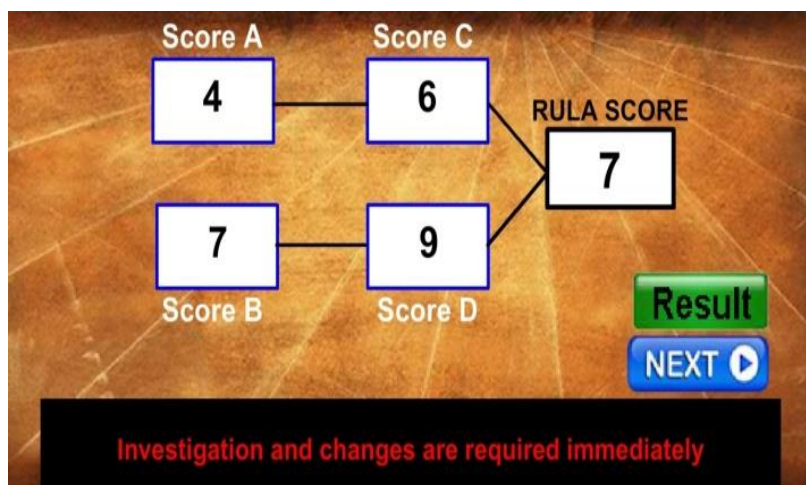 Score A
Score C
4
6
RULA SCORE
7
7
9
Score B
Score D
Result
NEXT
Investigation and changes are required immediately